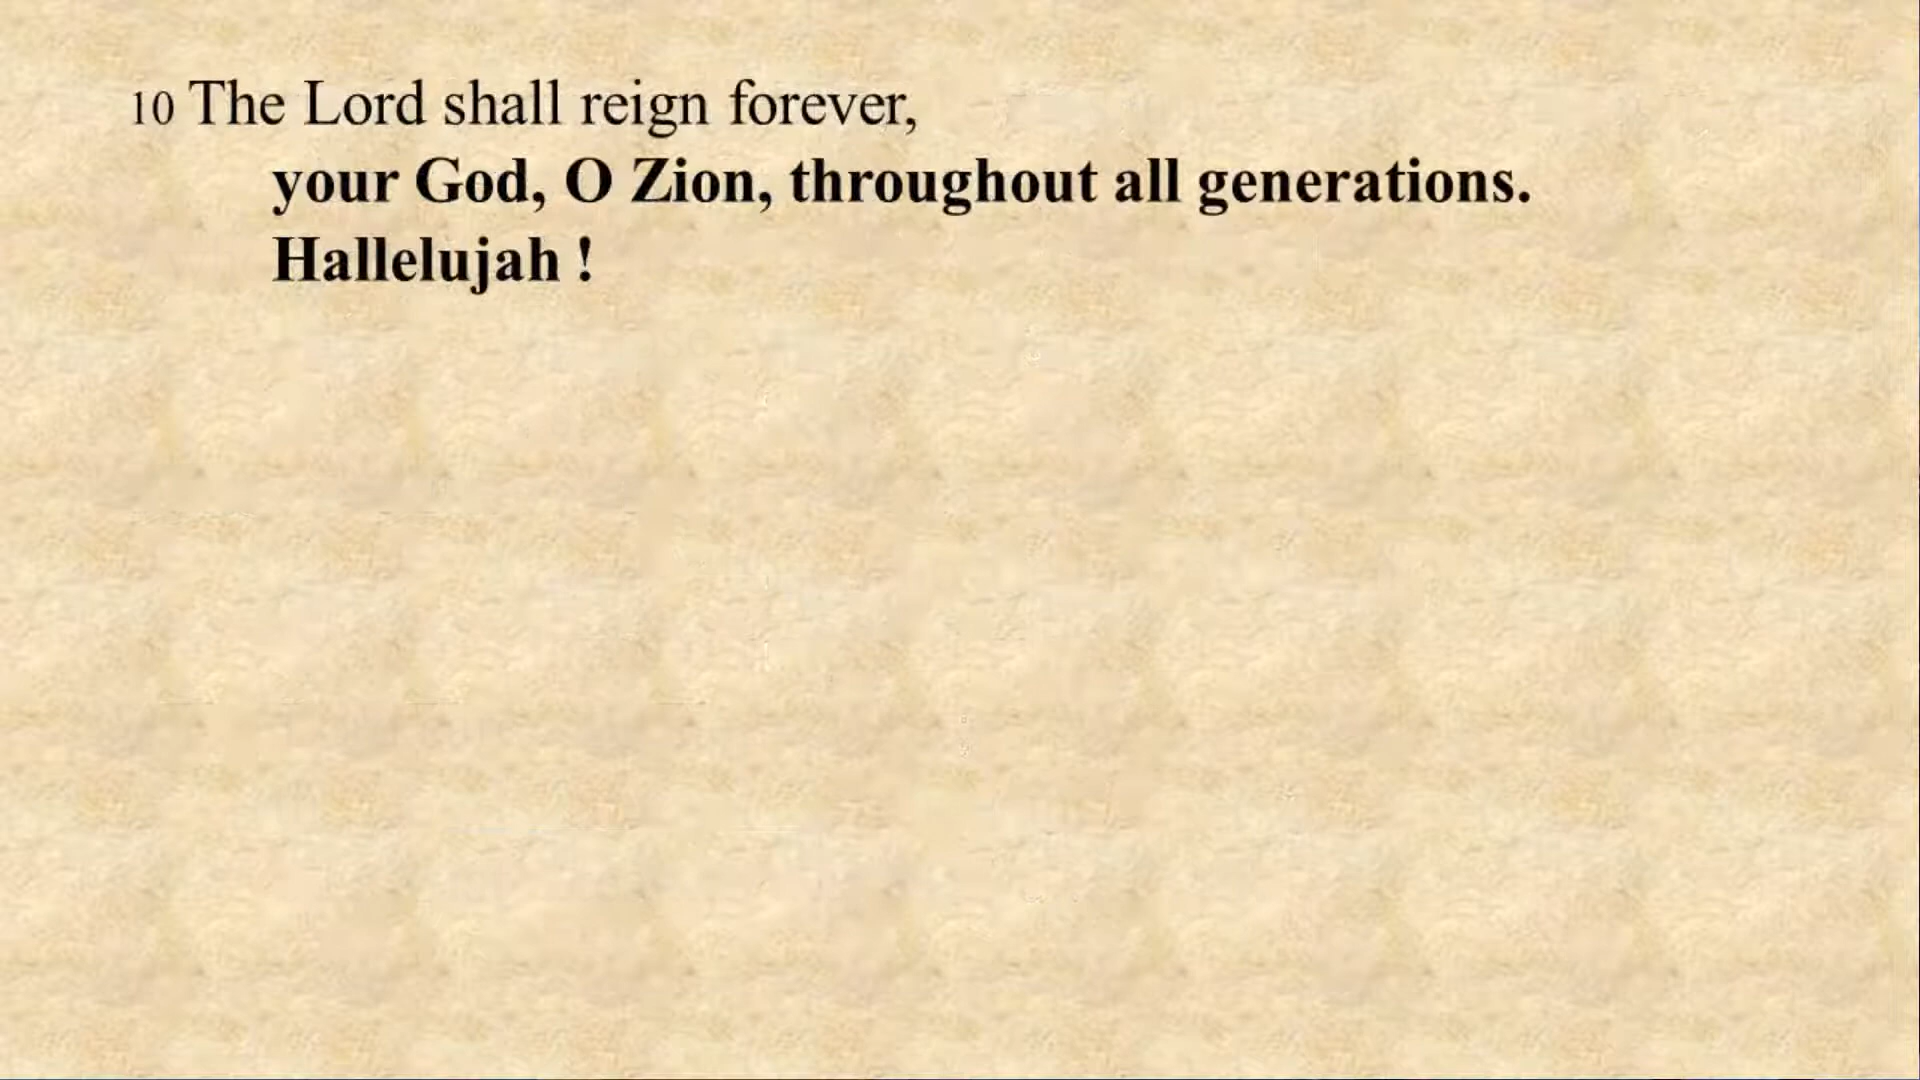 10 The Lord shall reign forever,
your God, O Zion, throughout all generations.
Hallelujah !